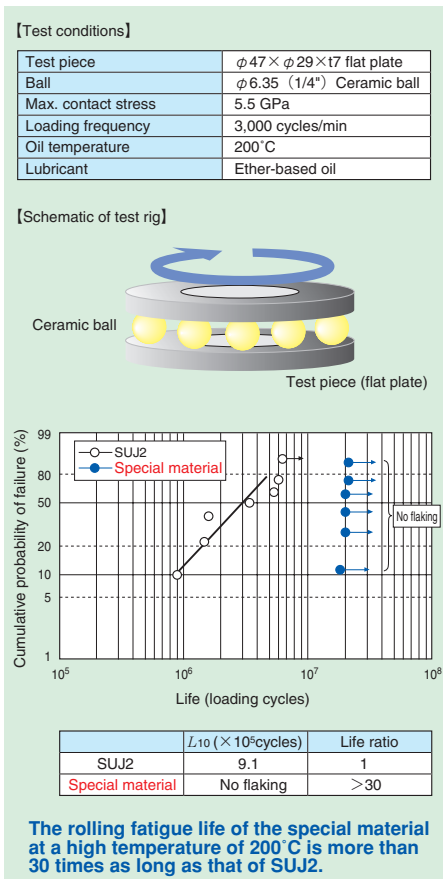 【Test conditions】
Test piece φ47×φ29×t7 flat plate
Ball φ6.35 (1/4") Ceramic ball
Max. contact stress 5.5 GPa
Loading frequency 3,000 cycles/min
Oil temperature 200˚C
Lubricant Ether-based oil
【Schematic of test rig】
Ceramic ball
Test piece (flat plate)
Cumulative probability of failure (%)
99
80
50
20
10
5
1
SUJ2
Special material
No flaking
10⁵ 10⁶ 10⁷ 10⁸
Life (loading cycles)
L10 (×10⁵cycles) Life ratio
SUJ2 9.1 1
Special material No flaking >30
The rolling fatigue life of the special material
at a high temperature of 200˚C is more than
30 times as long as that of SUJ2.